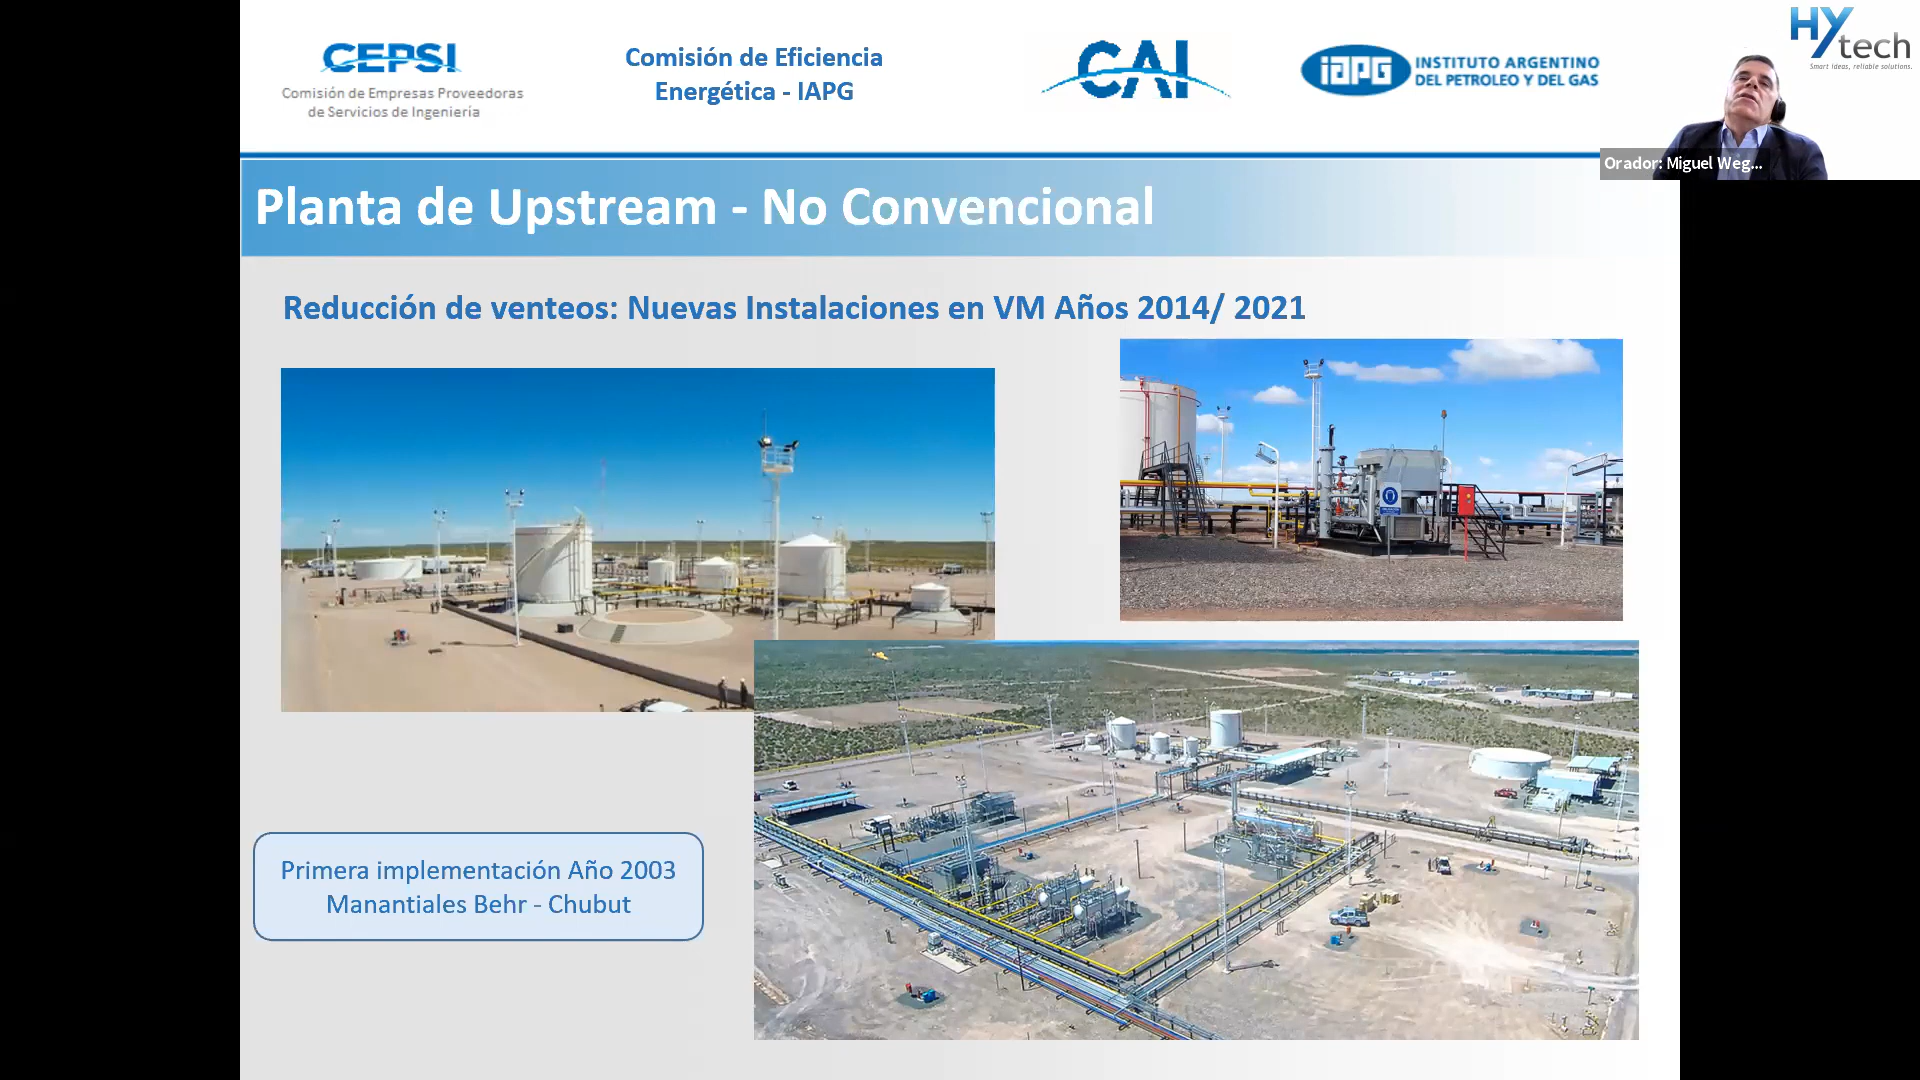 CEPSI
Comisión de Empresas Proveedoras
de Servicios de Ingeniería
Comisión de Eficiencia
Energética - IAPG
CAI
iAPG
INSTITUTO ARGENTINO
DEL PETROLEO Y DEL GAS
HYtech
Smart ideas, reliable solutions.
Orador: Miguel Weg...
Planta de Upstream - No Convencional
Reducción de venteos: Nuevas Instalaciones en VM Años 2014/ 2021
Primera implementación Año 2003
Manantiales Behr - Chubut